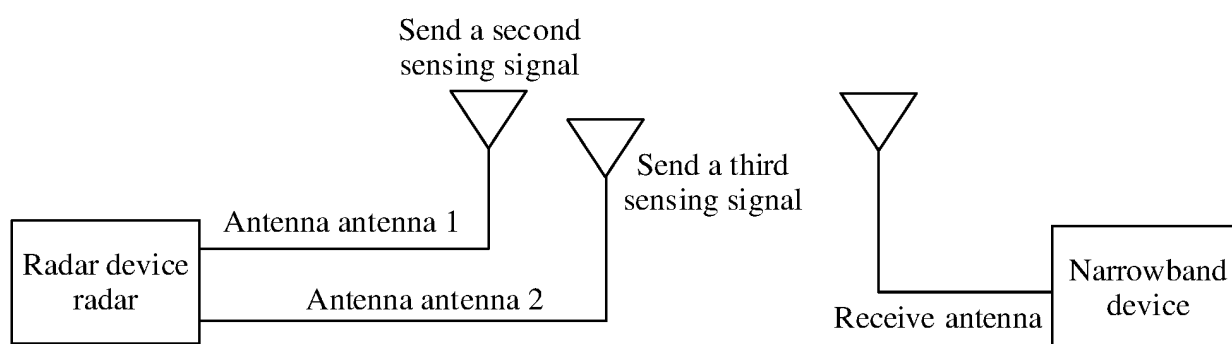 Send a second
sensing signal
Send a third
sensing signal
Antenna antenna 1
Radar device
radar
Antenna antenna 2
Narrowband
device
Receive antenna